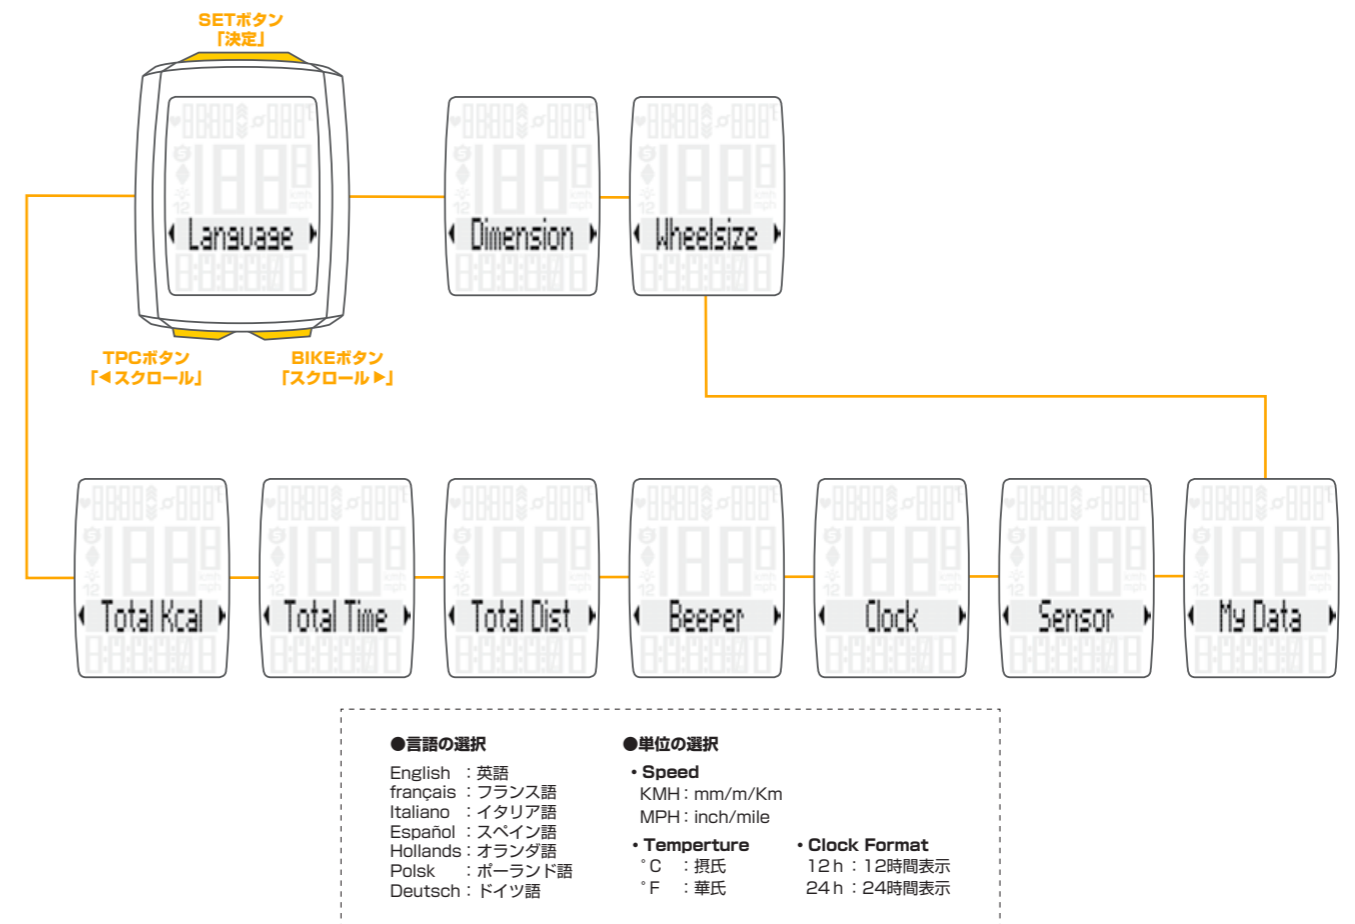 SETボタン
「決定」
Language
Dimension
Wheelsize
TPCボタン
「◀スクロール」
BIKEボタン
「スクロール▶」
Total Kcal
Total Time
Total Dist
Beeper
Clock
Sensor
My Data
●言語の選択
English : 英語
français : フランス語
Italiano : イタリア語
Español : スペイン語
Hollands : オランダ語
Polsk : ポーランド語
Deutsch : ドイツ語
●単位の選択
・Speed
KMH : mm/m/Km
MPH : inch/mile
・Temperture
°C : 摂氏
°F : 華氏
・Clock Format
12h : 12時間表示
24h : 24時間表示